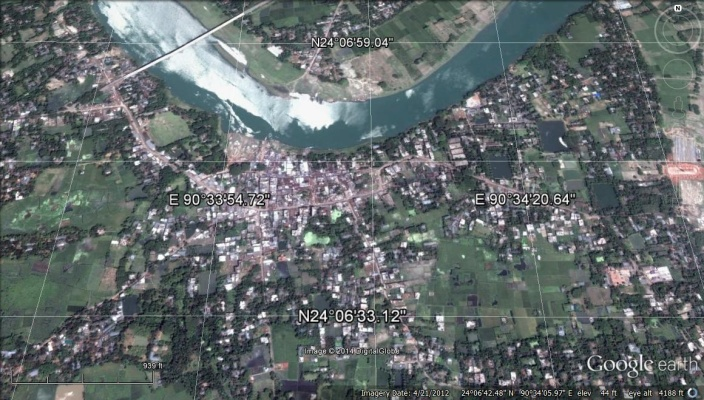 N
N24°06'59.04"
E 90°33'54.72"
E 90°34'20.64"
N24°06'33.12"
Image © 2014 DigitalGlobe
939 ft
Google earth
Imagery Date: 4/21/2012 24°06'42.48" N 90°34'05.97" E elev 44 ft eye alt 4188 ft